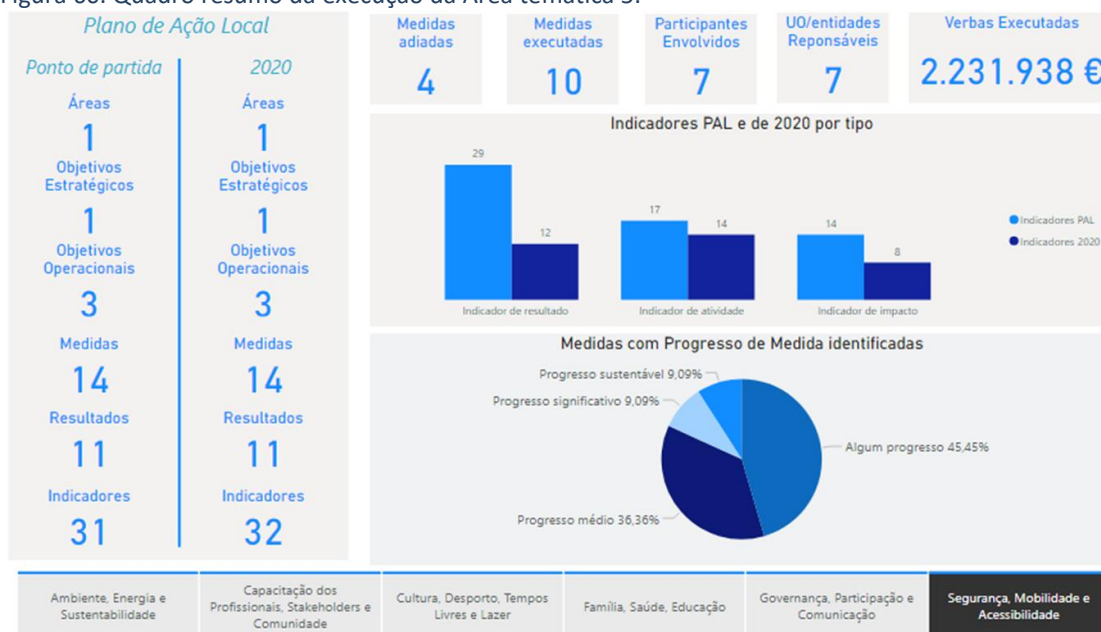 Plano de Ação Local
Ponto de partida
2020
Áreas
1
Objetivos
Estratégicos
1
Objetivos
Operacionais
3
Medidas
14
Resultados
11
Indicadores
31
Áreas
1
Objetivos
Estratégicos
1
Objetivos
Operacionais
3
Medidas
14
Resultados
11
Indicadores
32
Medidas
adiadas
4
Medidas
executadas
10
Participantes
Envolvidos
7
UO/entidades
Reponsáveis
7
Verbas Executadas
2.231.938 €
Indicadores PAL e de 2020 por tipo
29
12
17
14
14
8
Indicador de resultado
Indicador de atividade
Indicador de impacto
Indicadores PAL
Indicadores 2020
Medidas com Progresso de Medida identificadas
Progresso sustentável 9,09%
Progresso significativo 9,09%
Algum progresso 45,45%
Progresso médio 36,36%
Ambiente, Energia e
Sustentabilidade
Capacitação dos
Profissionais, Stakeholders e
Comunidade
Cultura, Desporto, Tempos
Livres e Lazer
Família, Saúde, Educação
Governança, Participação e
Comunicação
Segurança, Mobilidade e
Acessibilidade